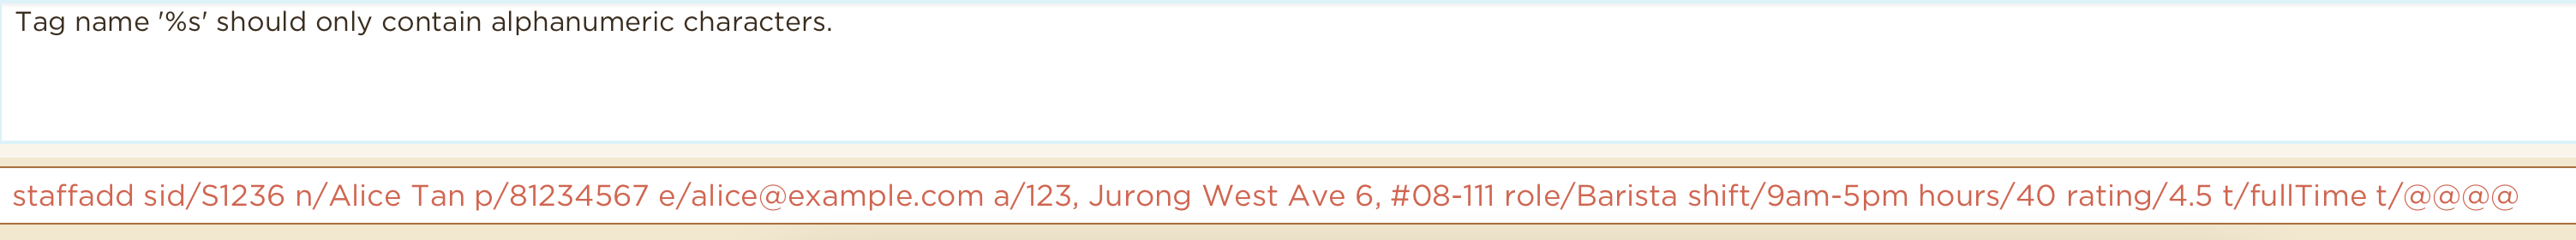 Tag name '%s' should only contain alphanumeric characters.
staffadd sid/S1236 n/Alice Tan p/81234567 e/alice@example.com a/123, Jurong West Ave 6, #08-111 role/Barista shift/9am-5pm hours/40 rating/4.5 t/fullTime t/@@@@